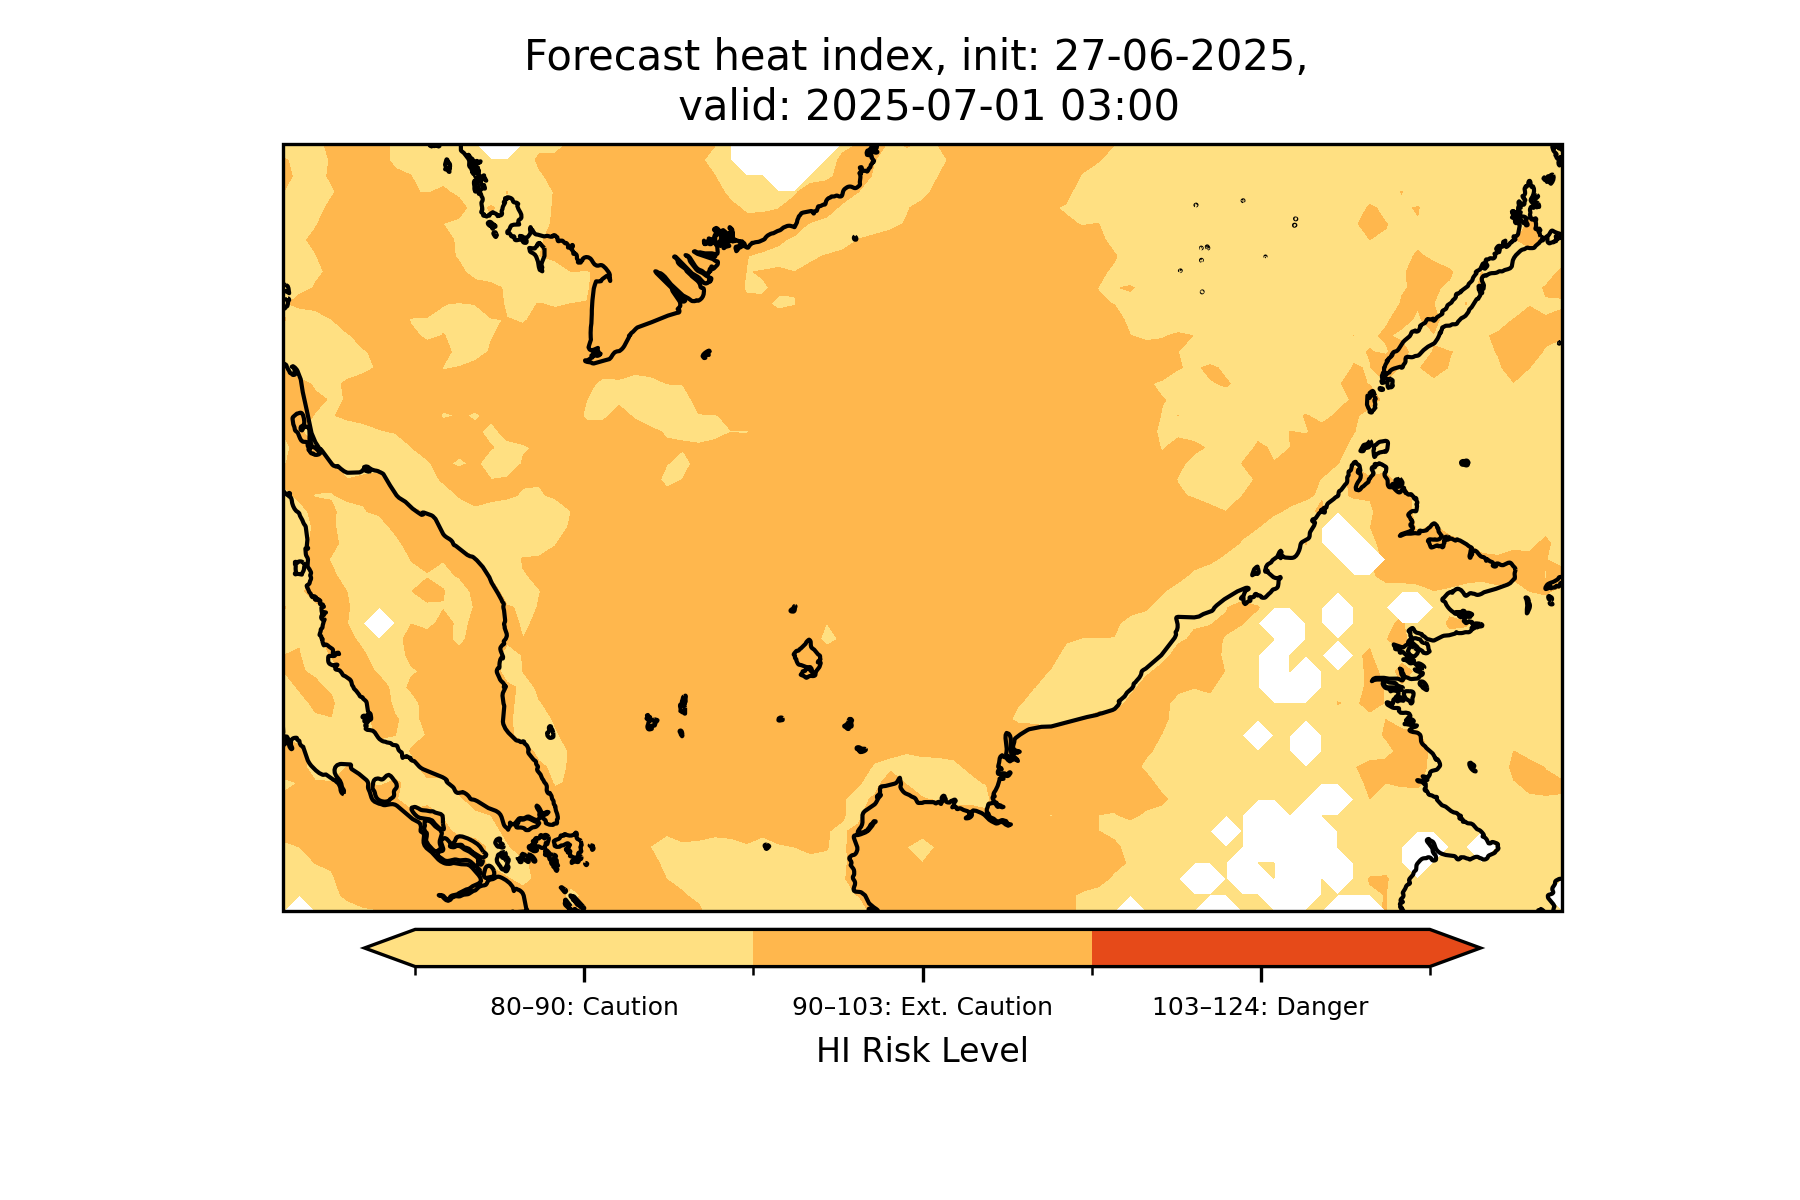 Forecast heat index, init: 27-06-2025,
valid: 2025-07-01 03:00
80–90: Caution
90–103: Ext. Caution
103–124: Danger
HI Risk Level